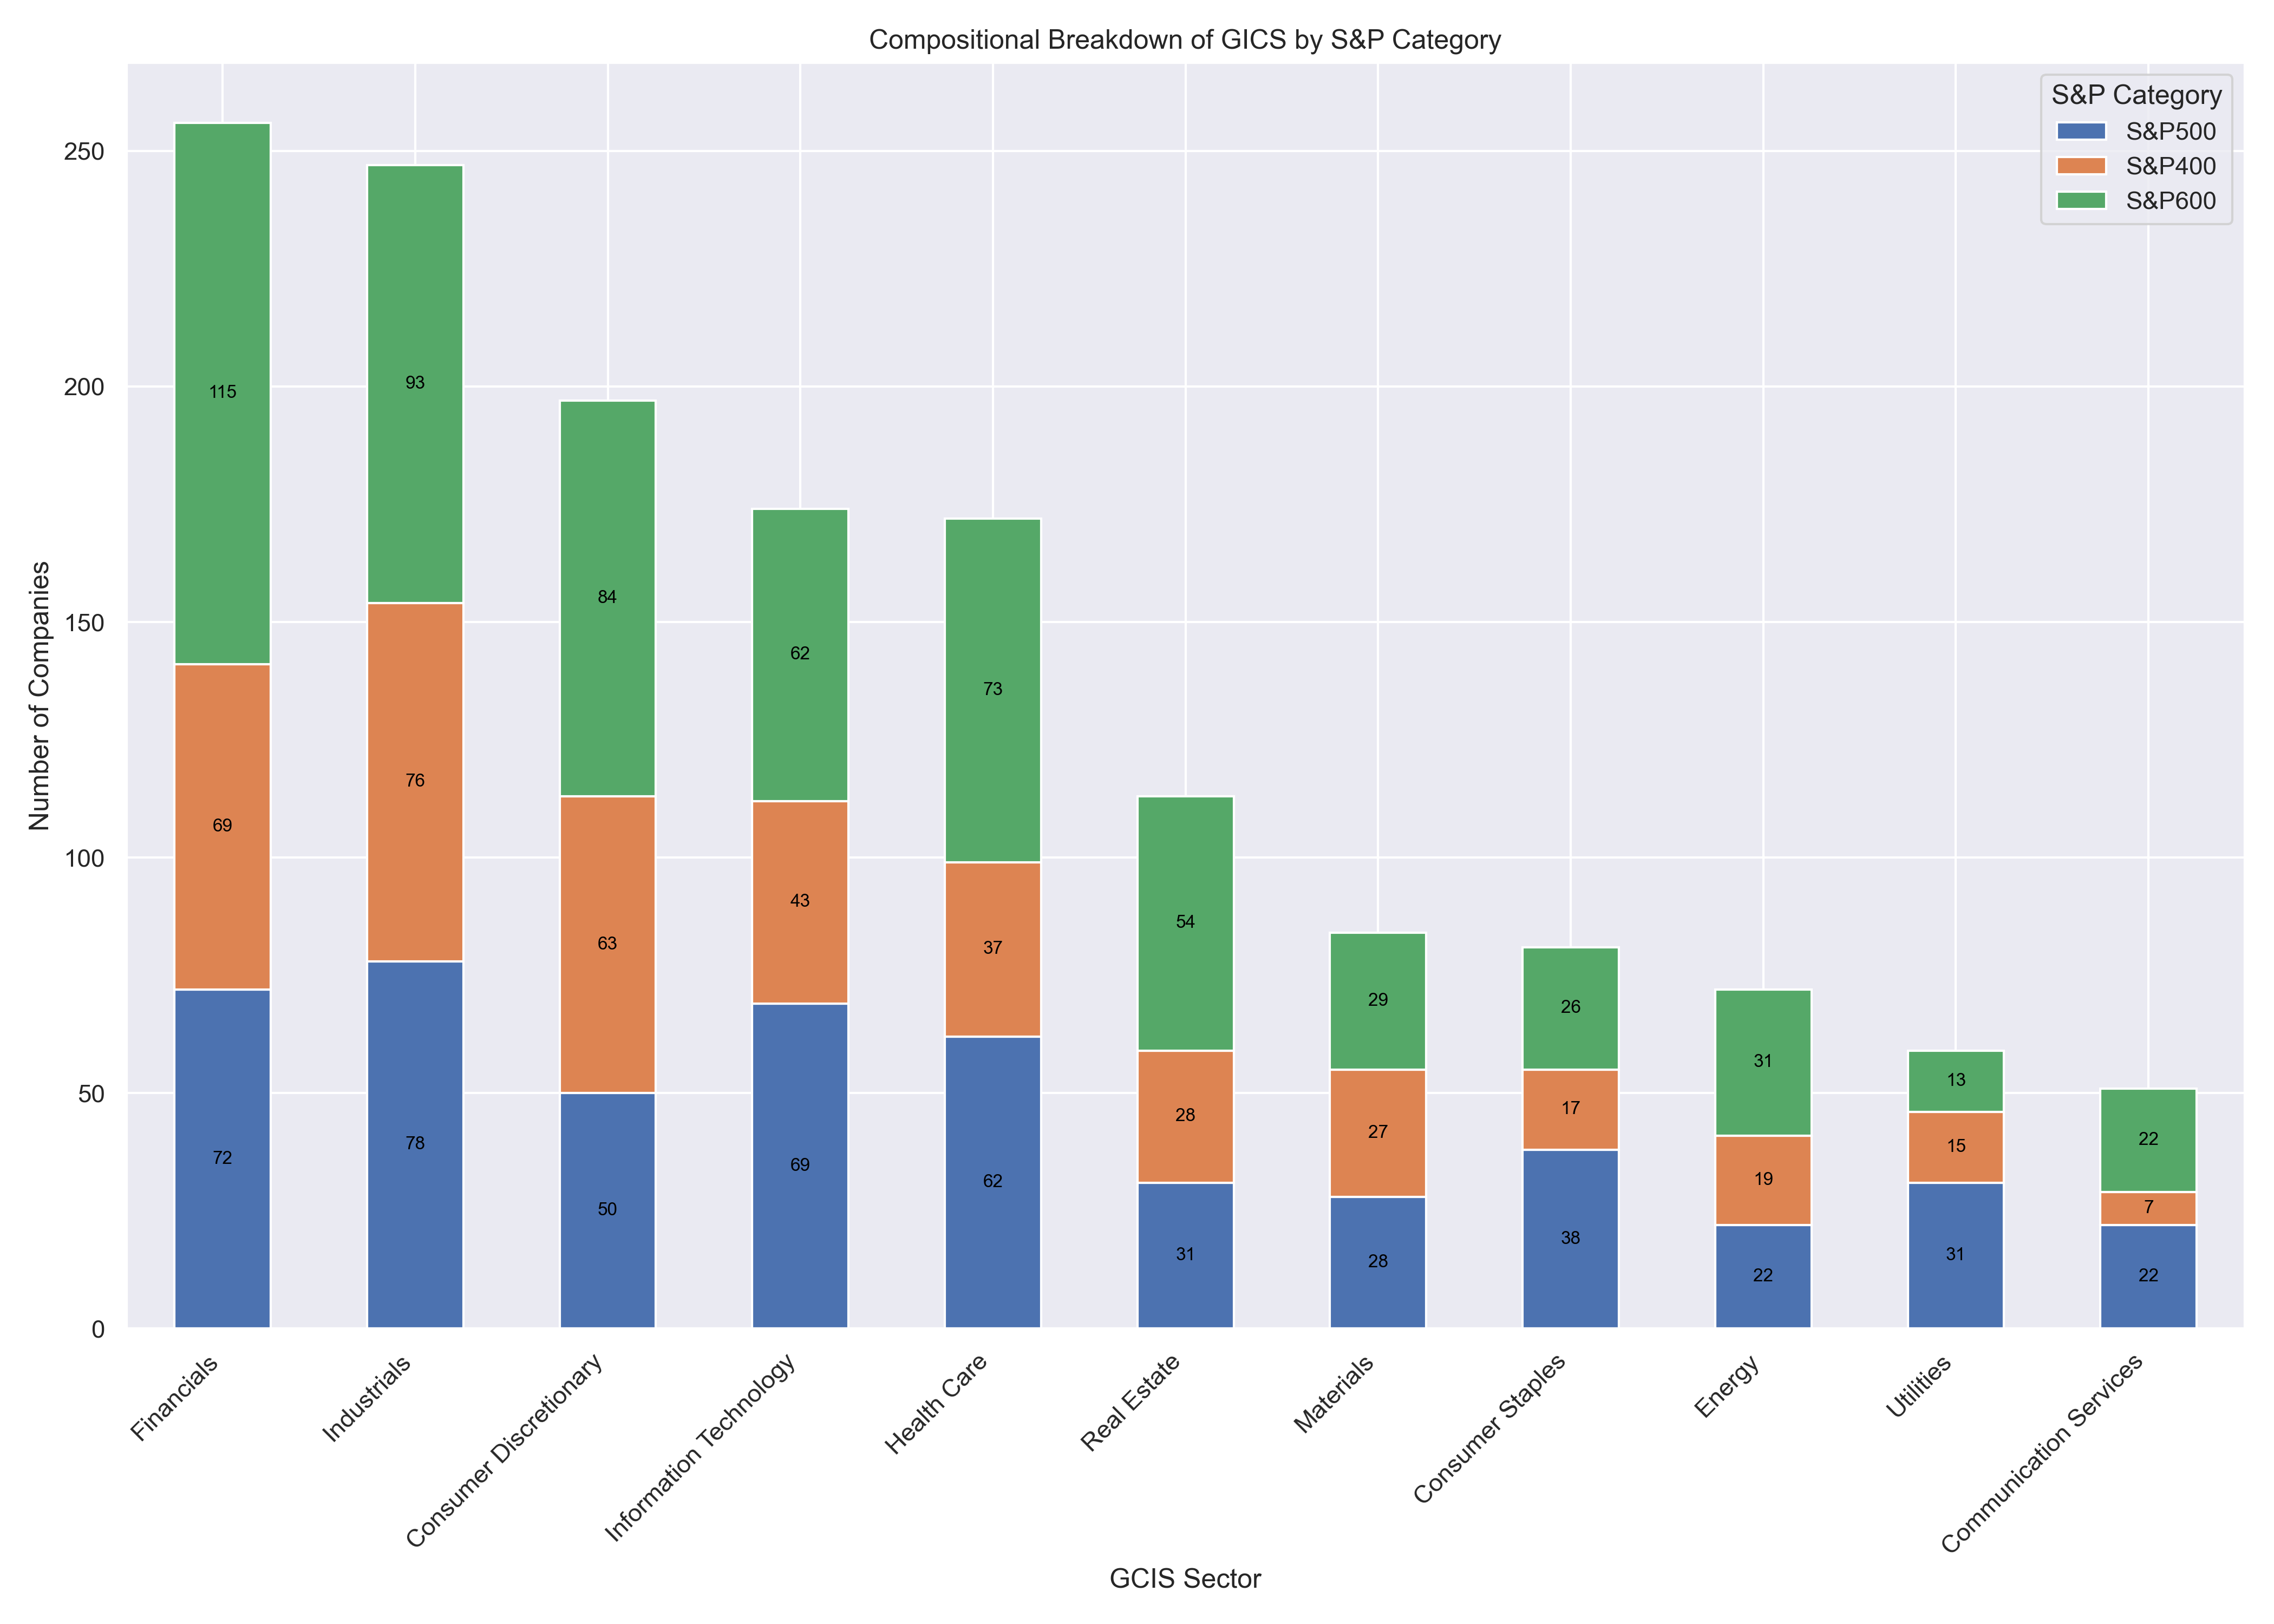 Compositional Breakdown of GICS by S&P Category
S&P Category
S&P500
S&P400
S&P600
Number of Companies
250
200
150
100
50
0
115
69
72
93
76
78
84
63
50
62
43
69
73
37
62
54
28
31
29
27
28
26
17
38
31
19
22
13
15
31
22
7
22
Financials
Industrials
Consumer Discretionary
Information Technology
Health Care
Real Estate
Materials
Consumer Staples
Energy
Utilities
Communication Services
GCIS Sector